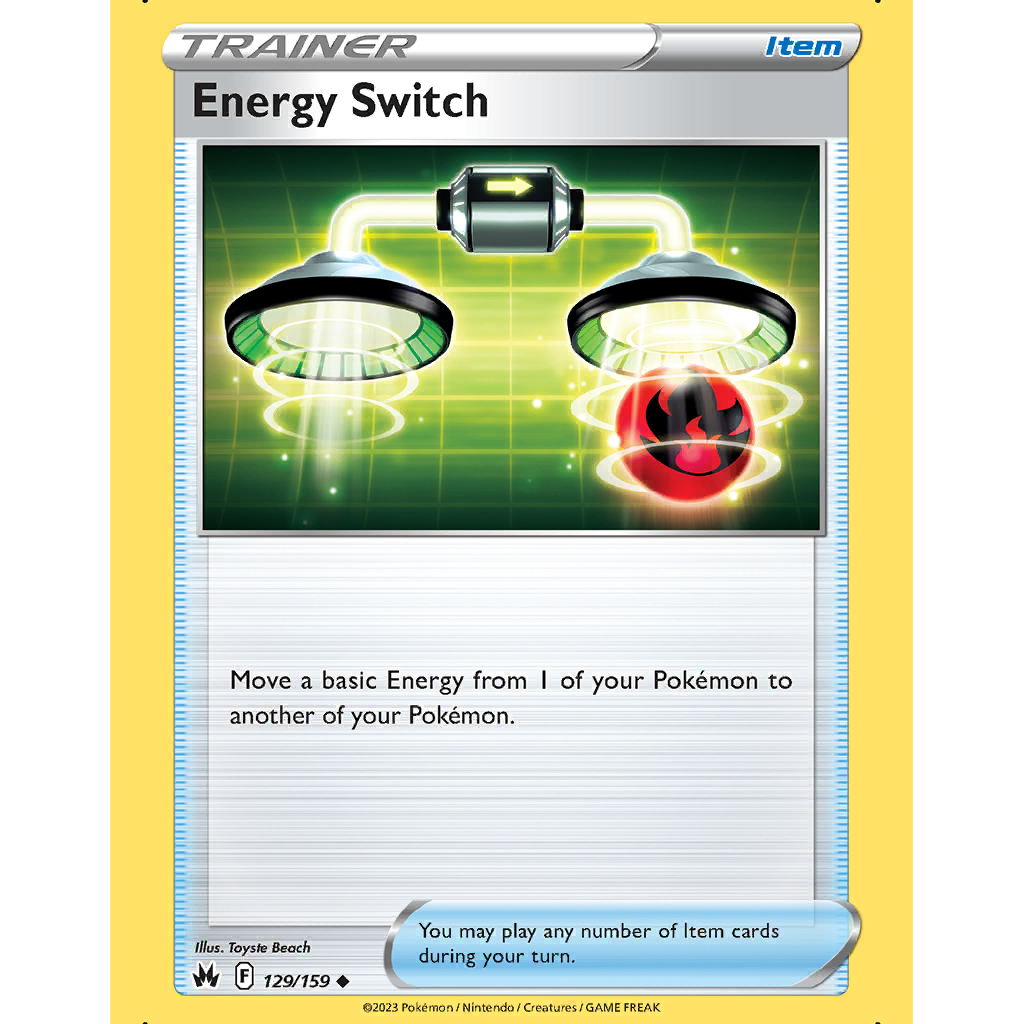 TRAINER
Item
Energy Switch
Move a basic Energy from 1 of your Pokémon to
another of your Pokémon.
You may play any number of Item cards
during your turn.
Illus. Toyste Beach
F 129/159
©2023 Pokémon / Nintendo / Creatures / GAME FREAK